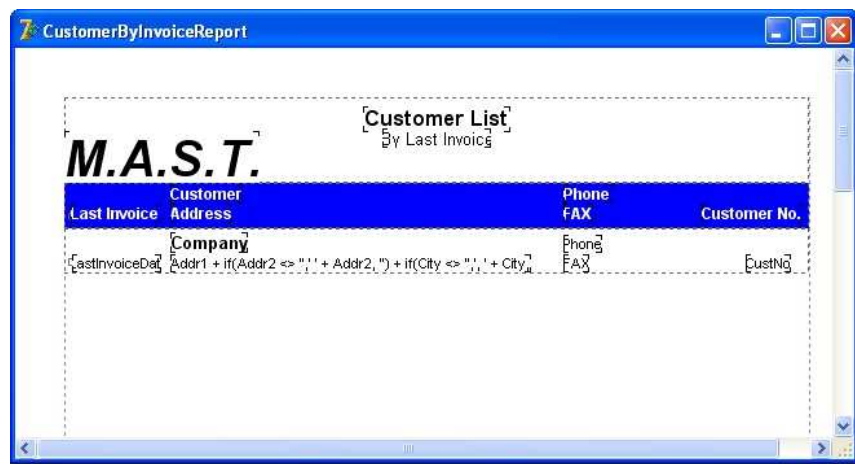 CustomerByInvoiceReport
Customer List
By Last Invoice
M.A.S.T.
Customer Phone
Last Invoice Address FAX Customer No.
Company Phone
LastInvoiceDat Addr1 + if(Addr2 <> '',' ' + Addr2, '') + if(City <> '',', ' + City FAX CustNo